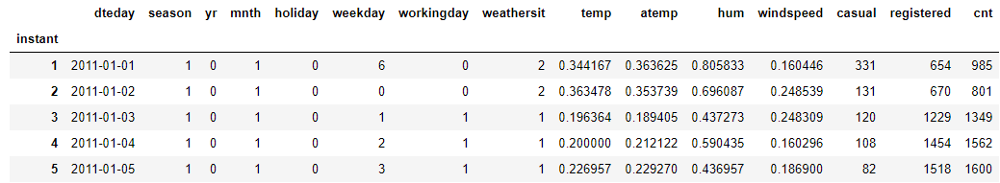 dteday season yr mnth holiday weekday workingday weathersit temp atemp hum windspeed casual registered cnt
instant
1 2011-01-01 1 0 1 0 6 0 2 0.344167 0.363625 0.805833 0.160446 331 654 985
2 2011-01-02 1 0 1 0 0 0 2 0.363478 0.353739 0.696087 0.248539 131 670 801
3 2011-01-03 1 0 1 0 1 1 1 0.196364 0.189405 0.437273 0.248309 120 1229 1349
4 2011-01-04 1 0 1 0 2 1 1 0.200000 0.212122 0.590435 0.160296 108 1454 1562
5 2011-01-05 1 0 1 0 3 1 1 0.226957 0.229270 0.436957 0.186900 82 1518 1600